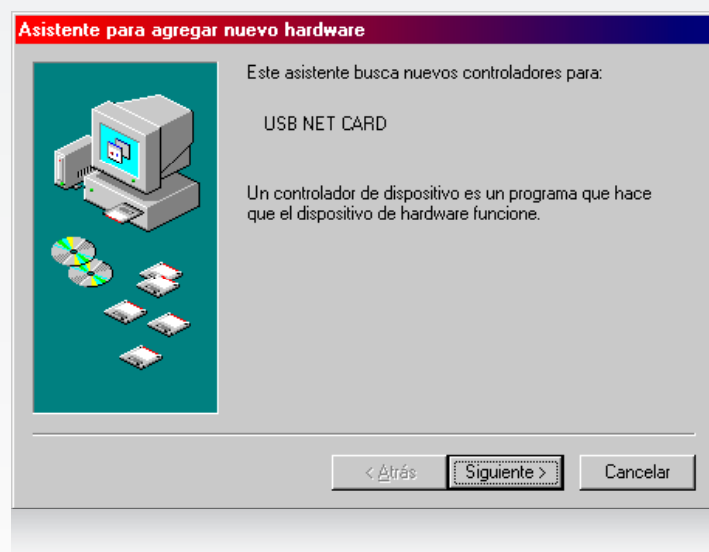 Asistente para agregar nuevo hardware
Este asistente busca nuevos controladores para:
USB NET CARD
Un controlador de dispositivo es un programa que hace
que el dispositivo de hardware funcione.
< Atrás
Siguiente >
Cancelar